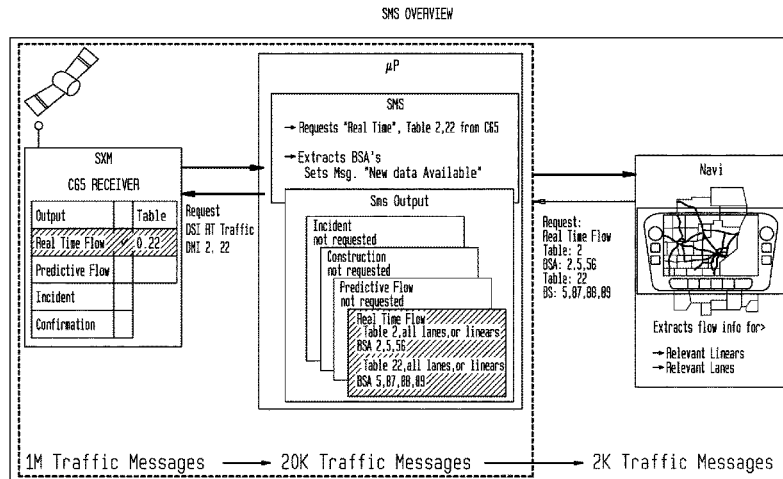 SMS OVERVIEW
SXM
C65 RECEIVER
Output Table
Real Time Flow ✓ 0.22
Predictive Flow
Incident
Confirmation
Request
DSI RT Traffic
DMI 2, 22
µP
SMS
→ Requests "Real Time", Table 2,22 from C65
→ Extracts BSA's
Sets Msg. "New data Available"
Sms Output
Incident
not requested
Construction
not requested
Predictive Flow
not requested
Real Time Flow
Table 2,all lanes,or linears
BSA 2,5,56
Table 22,all lanes,or linears
BSA 5,87,88,89
Request:
Real Time Flow
Table: 2
BSA: 2,5,56
Table: 22
BS: 5,87,88,89
Navi
Extracts flow info for>
→ Relevant Linears
→ Relevant Lanes
1M Traffic Messages → 20K Traffic Messages → 2K Traffic Messages